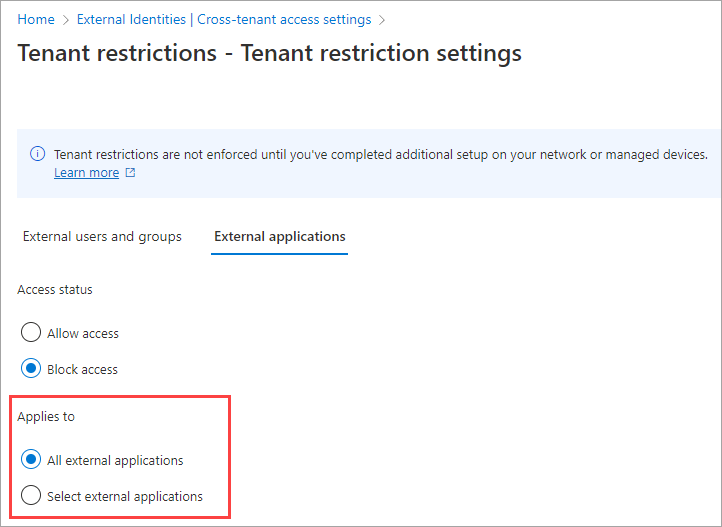 Home > External Identities | Cross-tenant access settings >
Tenant restrictions - Tenant restriction settings
Tenant restrictions are not enforced until you've completed additional setup on your network or managed devices.
Learn more
External users and groups External applications
Access status
Allow access
Block access
Applies to
All external applications
Select external applications